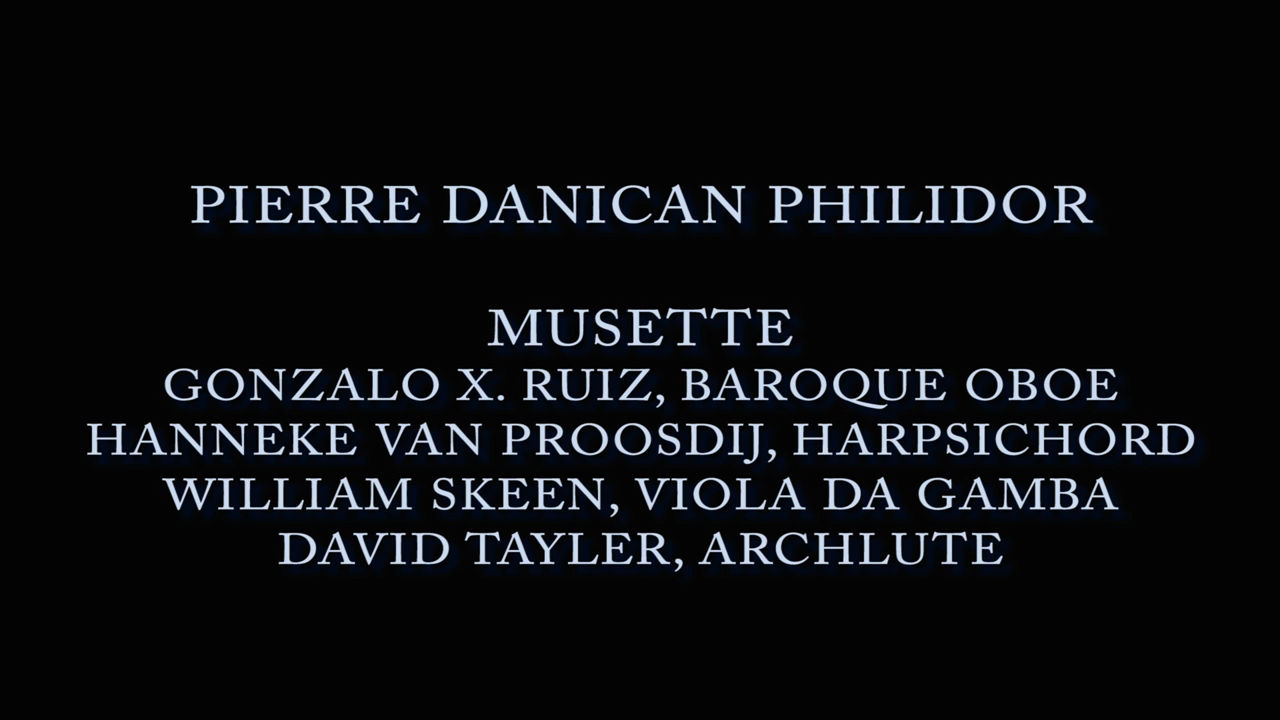 PIERRE DANICAN PHILIDOR
MUSETTE
GONZALO X. RUIZ, BAROQUE OBOE
HANNEKE VAN PROOSDIJ, HARPSICHORD
WILLIAM SKEEN, VIOLA DA GAMBA
DAVID TAYLER, ARCHLUTE